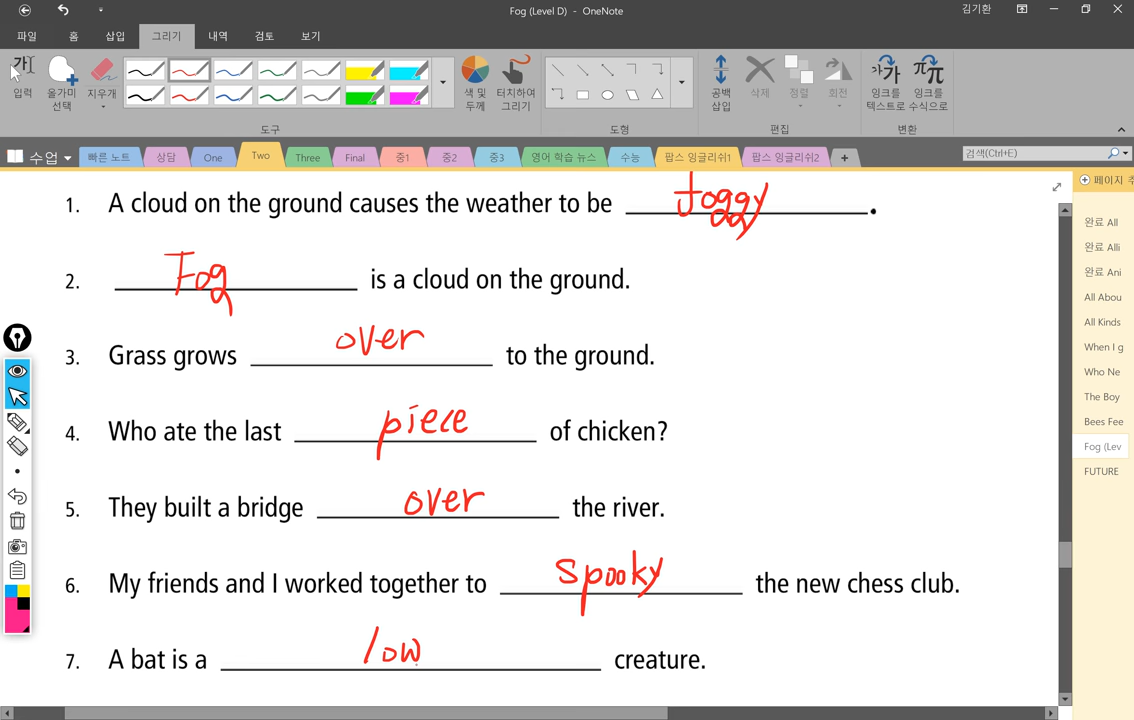 Fog (Level D) - OneNote
김기환
파일 홈 삽입 그리기 내역 검토 보기
입력 올가미 선택 지우개 색 및 두께 터치하여 그리기 공백 삽입 삭제 정렬 회전 잉크를 텍스트로 잉크를 수식으로
도구 도형 편집 변환
수업 빠른 노트 상담 One Two Three Final 중1 중2 중3 영어 학습 뉴스 수능 팝스 잉글리쉬1 팝스 잉글리쉬2 검색(Ctrl+E)
페이지 추
1. A cloud on the ground causes the weather to be foggy.
2. Fog is a cloud on the ground.
3. Grass grows over to the ground.
4. Who ate the last piece of chicken?
5. They built a bridge over the river.
6. My friends and I worked together to spooky the new chess club.
7. A bat is a low creature.
완료 All
완료 Alli
완료 Ani
All Abou
All Kinds
When I g
Who Ne
The Boy
Bees Fee
Fog (Lev
FUTURE